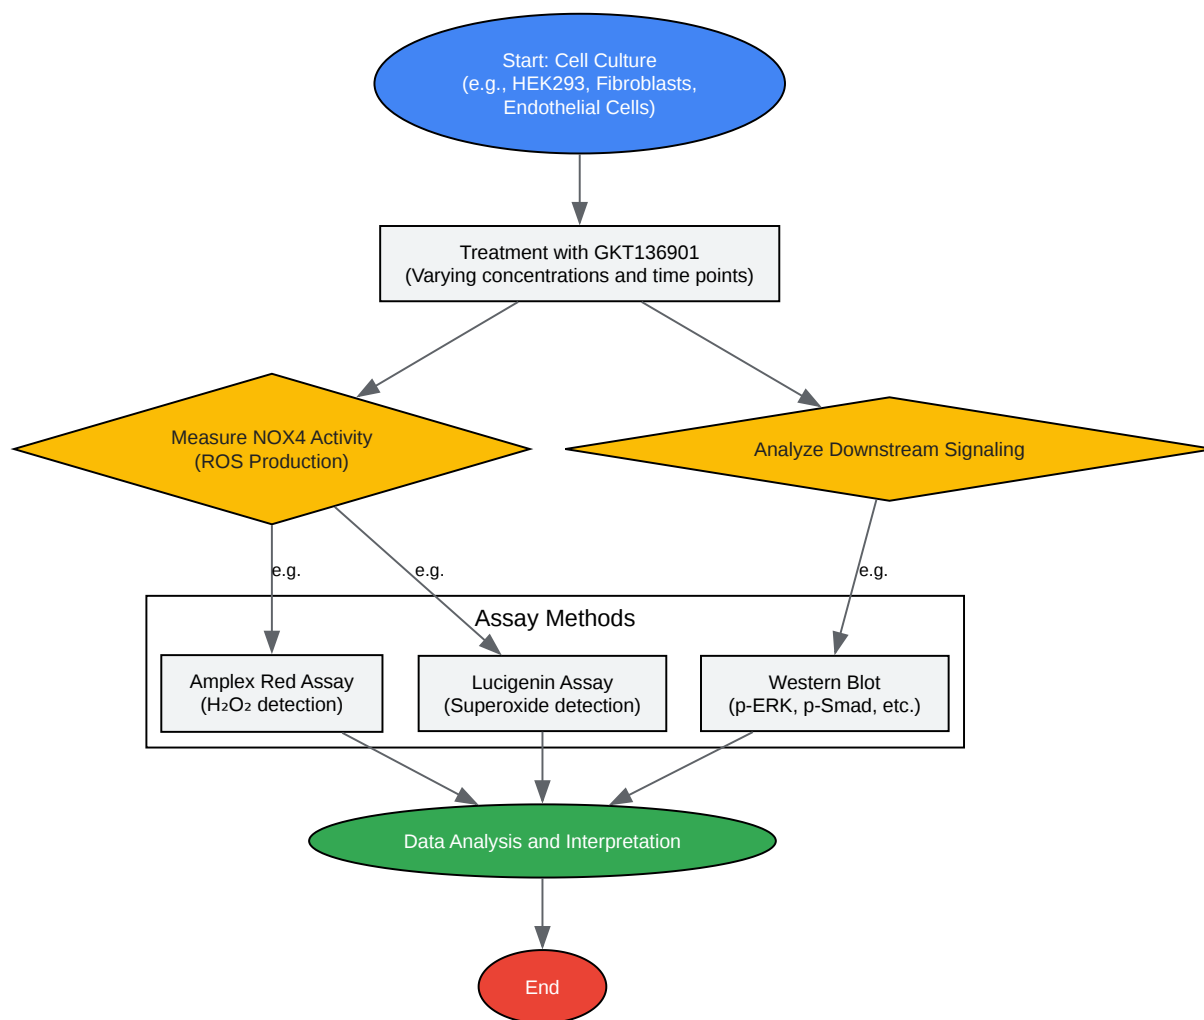 Start: Cell Culture
(e.g., HEK293, Fibroblasts,
Endothelial Cells)
Treatment with GKT136901
(Varying concentrations and time points)
Measure NOX4 Activity
(ROS Production)
Analyze Downstream Signaling
e.g.
e.g.
e.g.
Assay Methods
Amplex Red Assay
(H₂O₂ detection)
Lucigenin Assay
(Superoxide detection)
Western Blot
(p-ERK, p-Smad, etc.)
Data Analysis and Interpretation
End